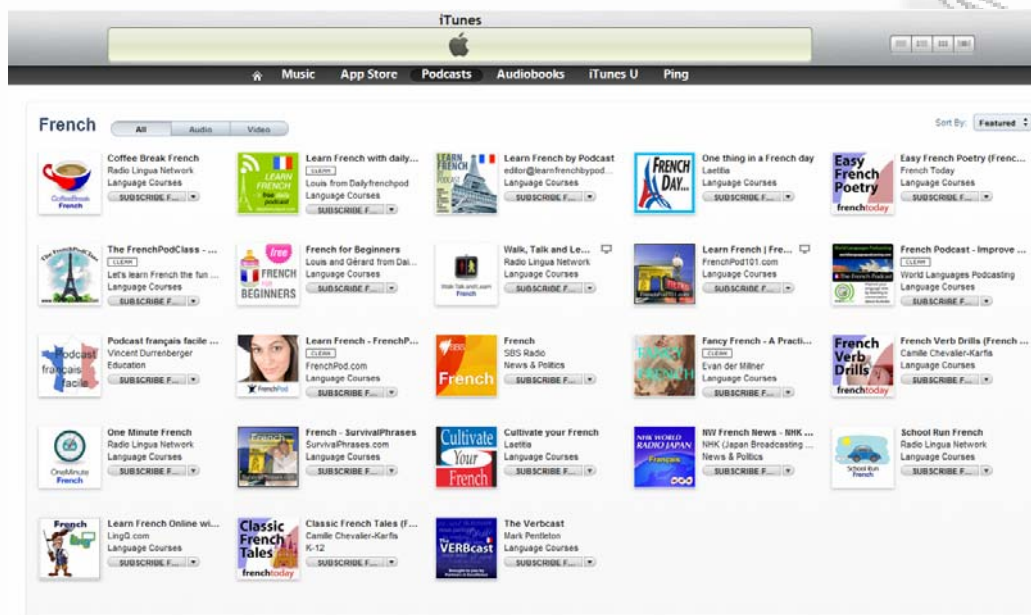 iTunes
Music App Store Podcasts Audiobooks iTunes U Ping
French
All Audio Video
Sort By: Featured
Coffee Break French
Radio Lingua Network
Language Courses
SUBSCRIBE F...
Learn French with daily...
CLEAN
Louis from Dailyfrenchpod
Language Courses
SUBSCRIBE F...
Learn French by Podcast
editor@learnfrenchbypod...
Language Courses
SUBSCRIBE F...
One thing in a French day
Laetitia
Language Courses
SUBSCRIBE F...
Easy French Poetry (Frenc...
French Today
Language Courses
SUBSCRIBE F...
The FrenchPodClass - ...
CLEAN
Let's learn French the fun ...
Language Courses
SUBSCRIBE F...
French for Beginners
Louis and Gérard from Dai...
Language Courses
SUBSCRIBE F...
Walk, Talk and Le...
Radio Lingua Network
Language Courses
SUBSCRIBE F...
Learn French | Fre...
FrenchPod101.com
Language Courses
SUBSCRIBE F...
French Podcast - Improve ...
CLEAN
World Languages Podcasting
Language Courses
SUBSCRIBE F...
Podcast français facile ...
Vincent Durrenberger
Education
SUBSCRIBE F...
Learn French - FrenchP...
CLEAN
FrenchPod.com
Language Courses
SUBSCRIBE F...
French
SBS Radio
News & Politics
SUBSCRIBE F...
Fancy French - A Practi...
CLEAN
Evan der Millner
Language Courses
SUBSCRIBE F...
French Verb Drills (French ...
Camille Chevalier-Karfis
Language Courses
SUBSCRIBE F...
One Minute French
Radio Lingua Network
Language Courses
SUBSCRIBE F...
French - SurvivalPhrases
SurvivalPhrases.com
Language Courses
SUBSCRIBE F...
Cultivate your French
Laetitia
Language Courses
SUBSCRIBE F...
NW French News - NHK ...
NHK (Japan Broadcasting ...
News & Politics
SUBSCRIBE F...
School Run French
Radio Lingua Network
Language Courses
SUBSCRIBE F...
Learn French Online wi...
LingQ.com
Language Courses
SUBSCRIBE F...
Classic French Tales (F...
Camille Chevalier-Karfis
K-12
SUBSCRIBE F...
The Verbcast
Mark Pentleton
Language Courses
SUBSCRIBE F...